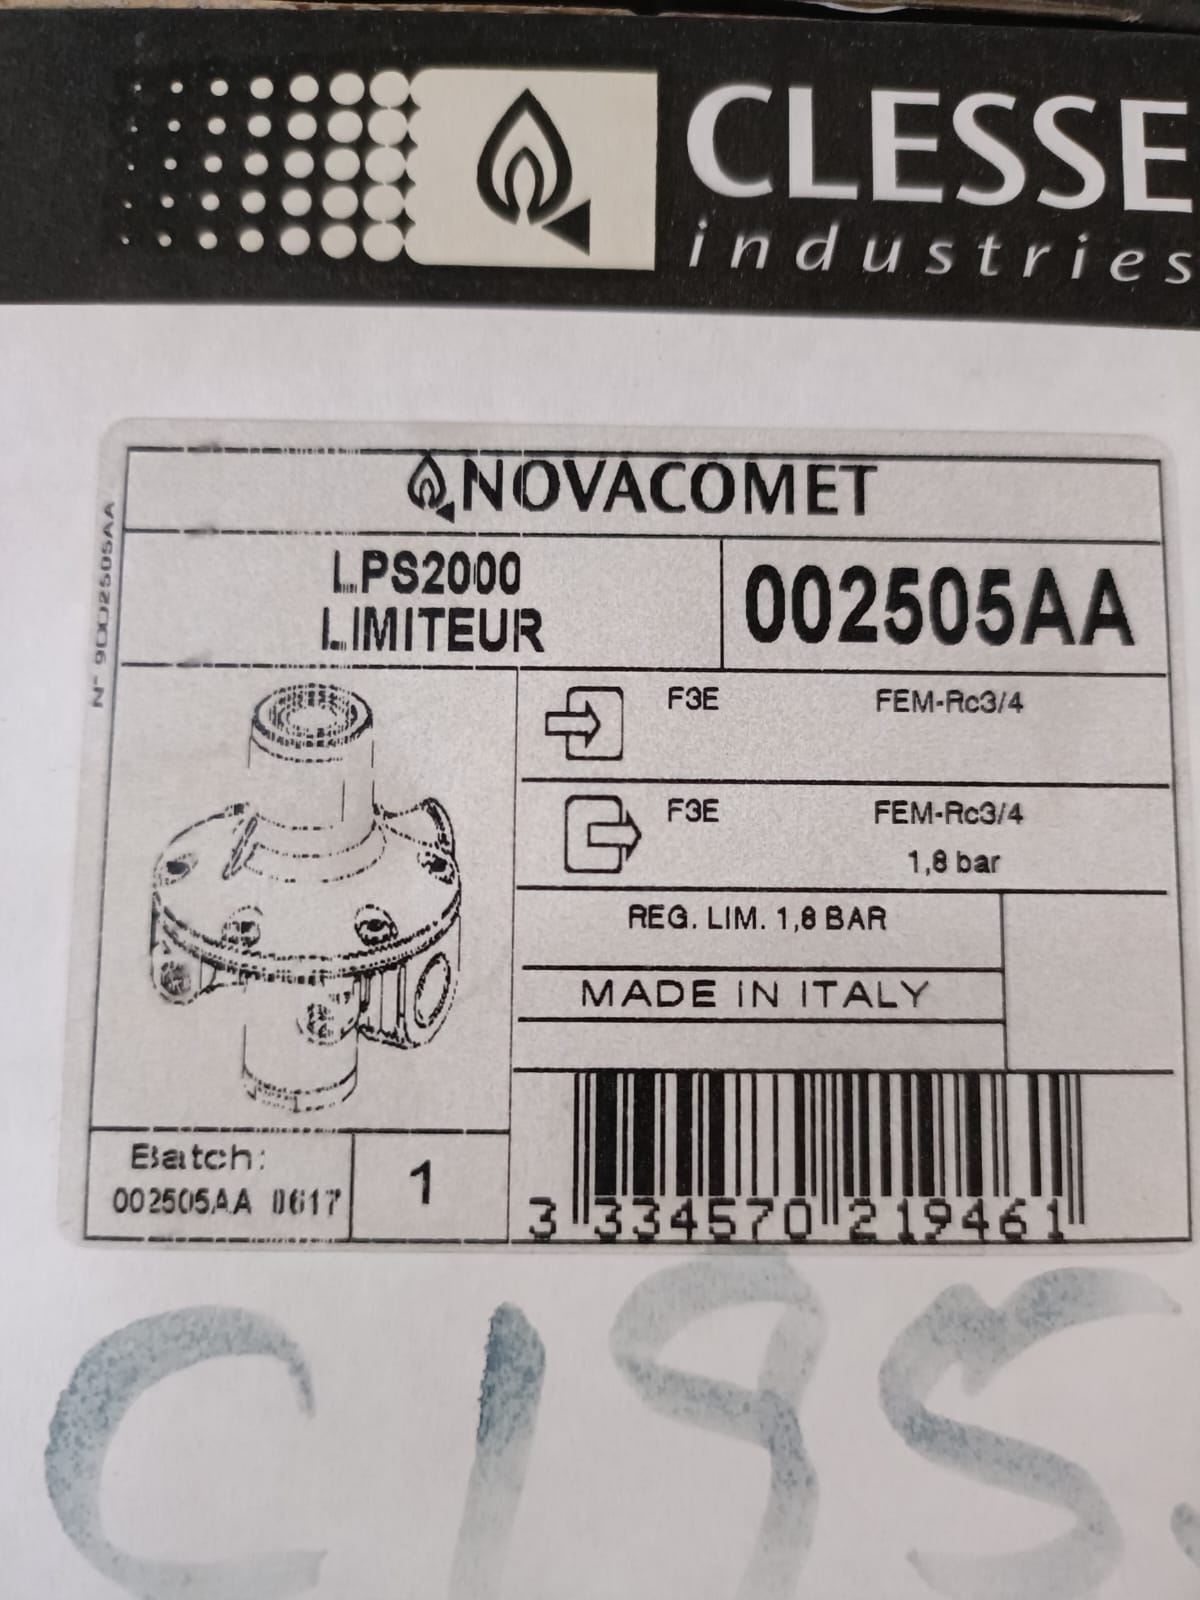 CLESSE
industries
NOVACOMET
N° 9002505AA
LPS2000
LIMITEUR
002505AA
F3E FEM-Rc3/4
F3E FEM-Rc3/4
1,8 bar
REG. LIM. 1,8 BAR
MADE IN ITALY
Batch:
002505AA 0617
1
3 334570 219461
C195